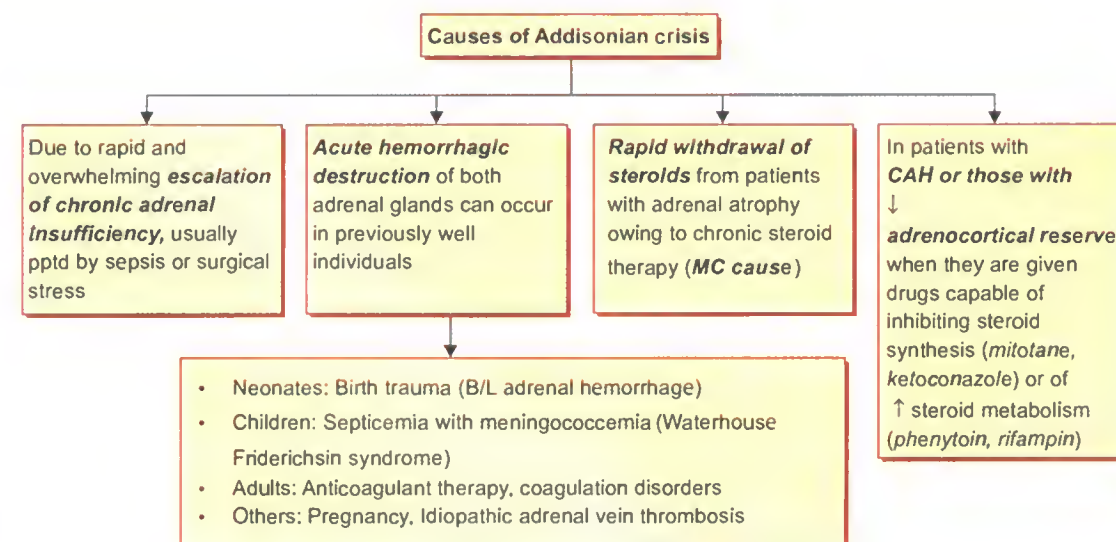 Causes of Addisonian crisis
Due to rapid and
overwhelming escalation
of chronic adrenal
Insufficiency, usually
pptd by sepsis or surgical
stress
Acute hemorrhagic
destruction of both
adrenal glands can occur
in previously well
individuals
Rapid withdrawal of
steroids from patients
with adrenal atrophy
owing to chronic steroid
therapy (MC cause)
In patients with
CAH or those with
↓
adrenocortical reserve
when they are given
drugs capable of
inhibiting steroid
synthesis (mitotane,
ketoconazole) or of
↑ steroid metabolism
(phenytoin, rifampin)
• Neonates: Birth trauma (B/L adrenal hemorrhage)
• Children: Septicemia with meningococcemia (Waterhouse
Friderichsin syndrome)
• Adults: Anticoagulant therapy, coagulation disorders
• Others: Pregnancy, Idiopathic adrenal vein thrombosis